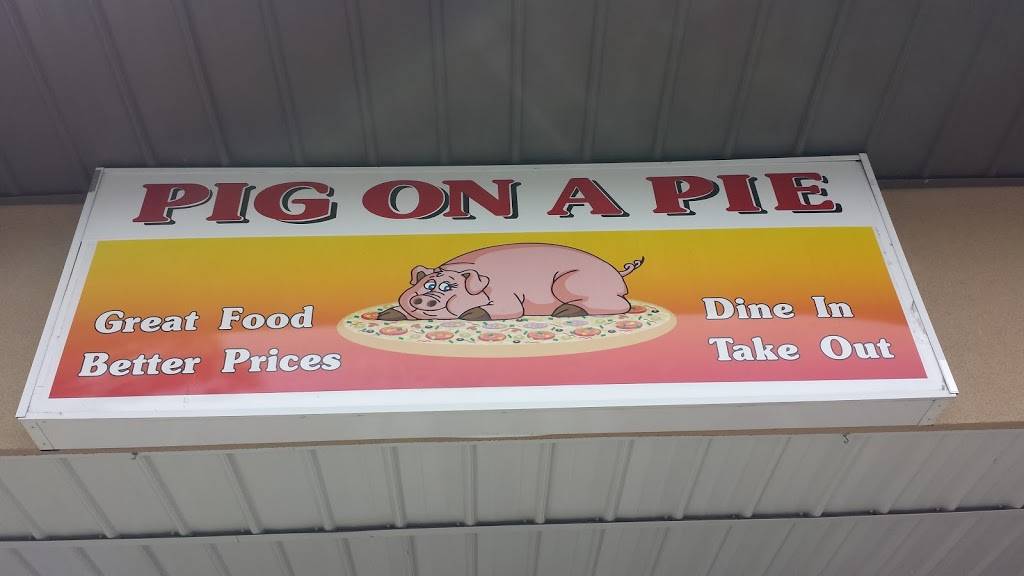 PIG ON A PIE
Great Food
Better Prices
Dine In
Take Out